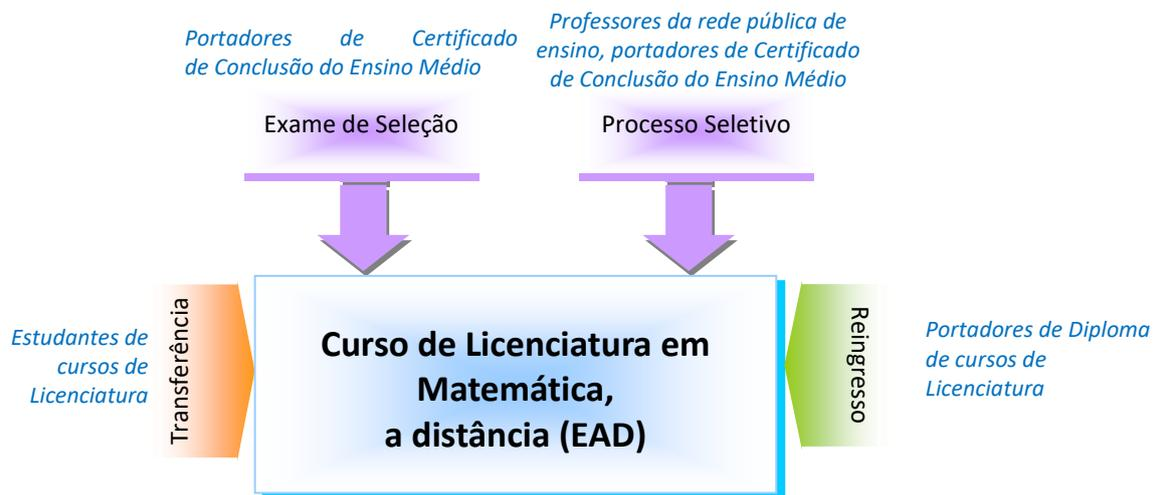 Portadores de Certificado
de Conclusão do Ensino Médio
Professores da rede pública de
ensino, portadores de Certificado
de Conclusão do Ensino Médio
Exame de Seleção
Processo Seletivo
Estudantes de
cursos de
Licenciatura
Transferência
Curso de Licenciatura em
Matemática,
a distância (EAD)
Reingresso
Portadores de Diploma
de cursos de
Licenciatura